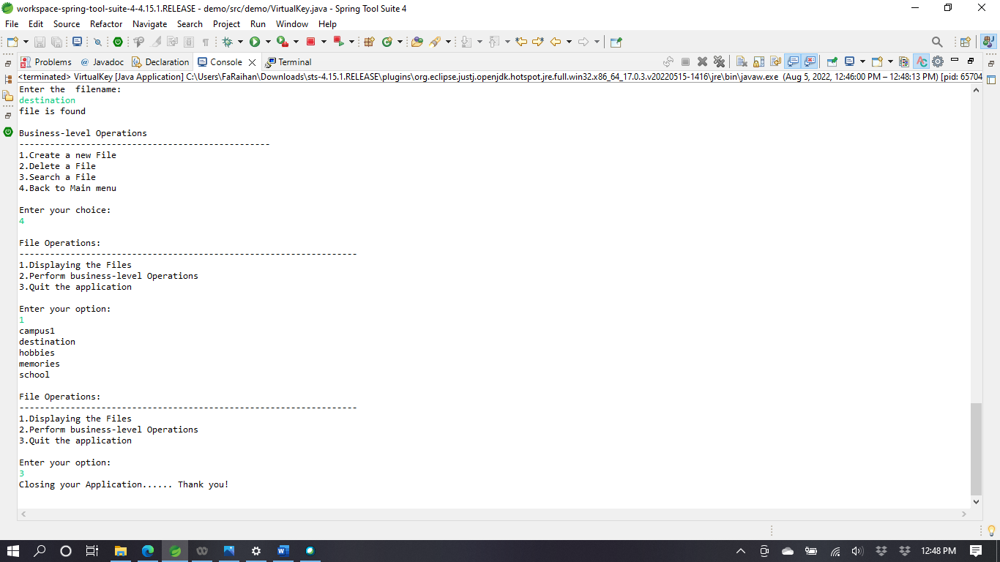 workspace-spring-tool-suite-4-4.15.1.RELEASE - demo/src/demo/VirtualKey.java - Spring Tool Suite 4
File Edit Source Refactor Navigate Search Project Run Window Help
Problems @ Javadoc Declaration Console Terminal
<terminated> VirtualKey [Java Application] C:\Users\FaRaihan\Downloads\sts-4.15.1.RELEASE\plugins\org.eclipse.justj.openjdk.hotspot.jre.full.win32.x86_64_17.0.3.v20220515-1416\jre\bin\javaw.exe (Aug 5, 2022, 12:46:00 PM – 12:48:13 PM) [pid: 65704
Enter the  filename:
destination
file is found
Business-level Operations
-------------------------------------------------
1.Create a new File
2.Delete a File
3.Search a File
4.Back to Main menu
Enter your choice:
4
File Operations:
------------------------------------------------------------------
1.Displaying the Files
2.Perform business-level Operations
3.Quit the application
Enter your option:
1
campus1
destination
hobbies
memories
school
File Operations:
------------------------------------------------------------------
1.Displaying the Files
2.Perform business-level Operations
3.Quit the application
Enter your option:
3
Closing your Application...... Thank you!
12:48 PM